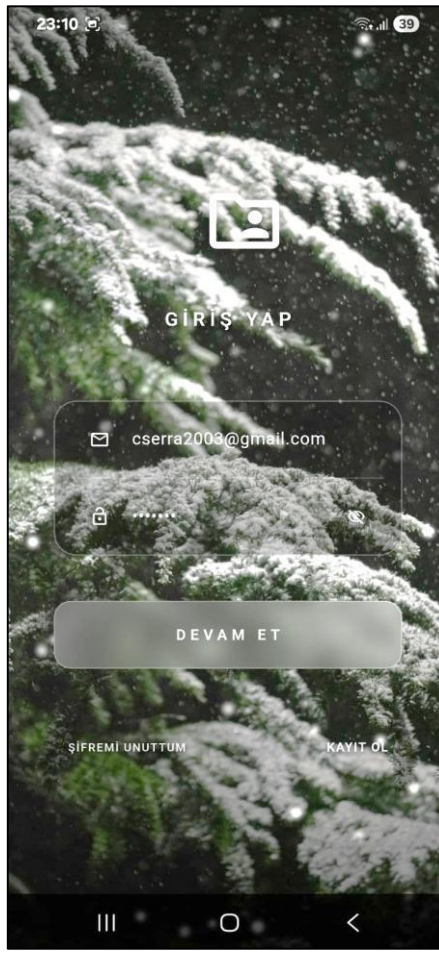 23:10
39
GİRİŞ YAP
cserra2003@gmail.com
•••••••
DEVAM ET
ŞİFREMİ UNUTTUM
KAYIT OL